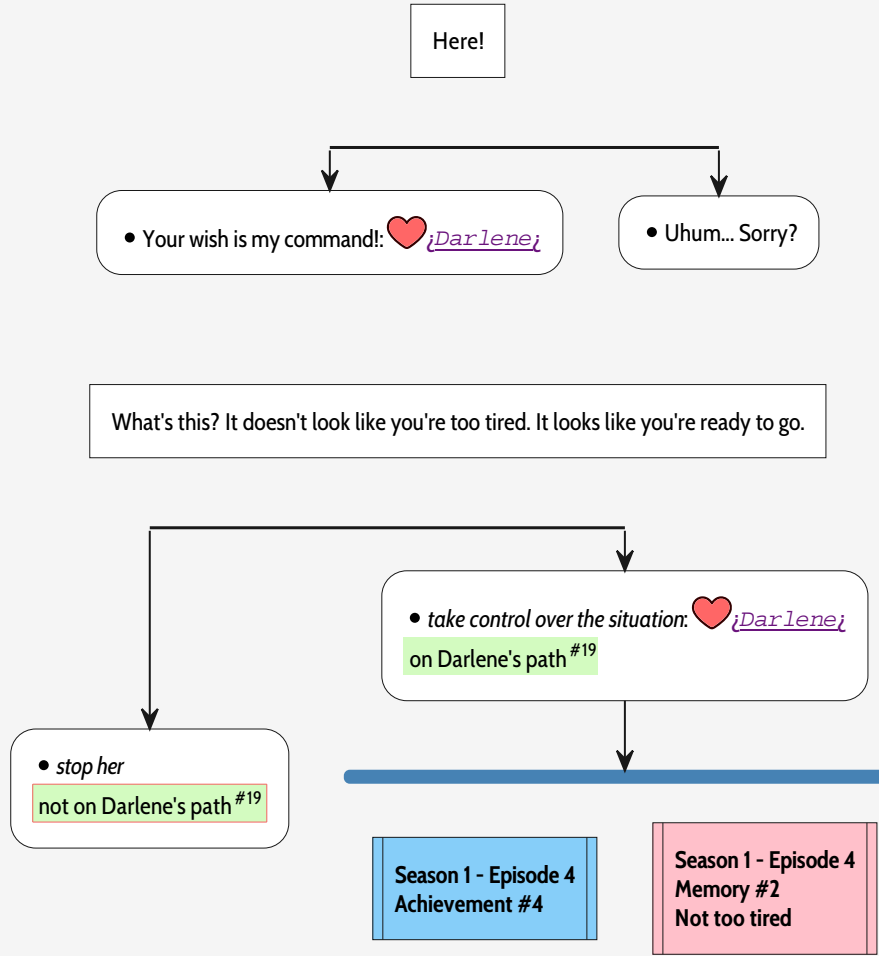 Here!
• Your wish is my command!: ¿Darlene¿
• Uhum... Sorry?
What's this? It doesn't look like you're too tired. It looks like you're ready to go.
• take control over the situation: ¿Darlene¿
on Darlene's path #19
• stop her
not on Darlene's path #19
Season 1 - Episode 4
Achievement #4
Season 1 - Episode 4
Memory #2
Not too tired